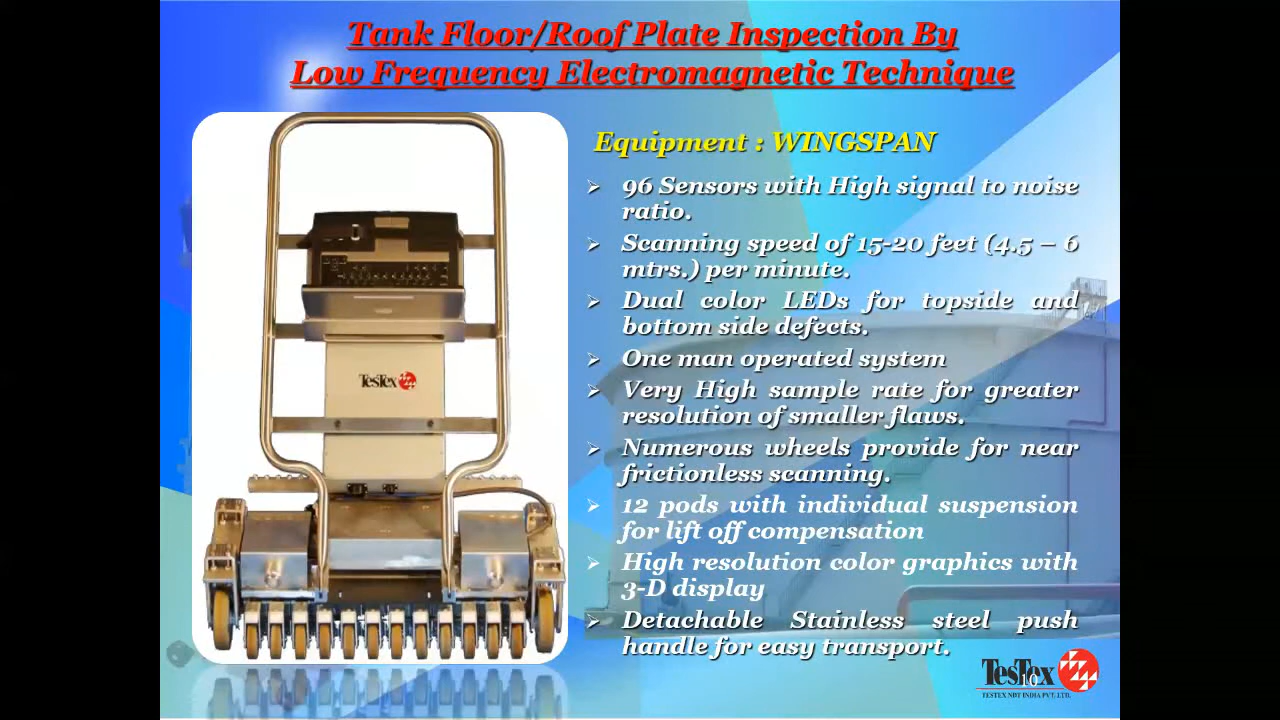 Tank Floor/Roof Plate Inspection By
Low Frequency Electromagnetic Technique
Equipment : WINGSPAN
96 Sensors with High signal to noise
ratio.
Scanning speed of 15-20 feet (4.5 – 6
mtrs.) per minute.
Dual color LEDs for topside and
bottom side defects.
One man operated system
Very High sample rate for greater
resolution of smaller flaws.
Numerous wheels provide for near
frictionless scanning.
12 pods with individual suspension
for lift off compensation
High resolution color graphics with
3-D display
Detachable Stainless steel push
handle for easy transport.
TesTex
TesTex
10
TESTEX NDT INDIA PVT. LTD.